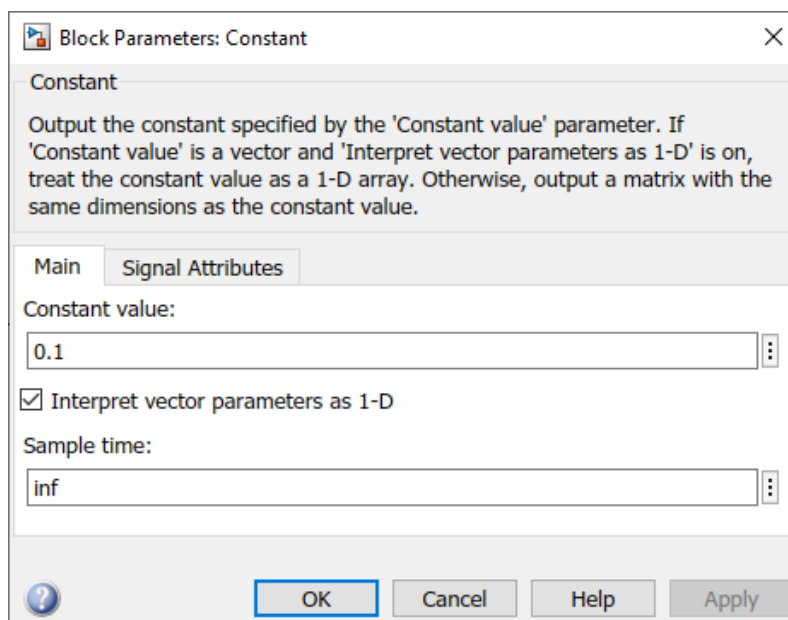 Block Parameters: Constant
Constant
Output the constant specified by the 'Constant value' parameter. If
'Constant value' is a vector and 'Interpret vector parameters as 1-D' is on,
treat the constant value as a 1-D array. Otherwise, output a matrix with the
same dimensions as the constant value.
Main Signal Attributes
Constant value:
0.1
Interpret vector parameters as 1-D
Sample time:
inf
OK Cancel Help Apply